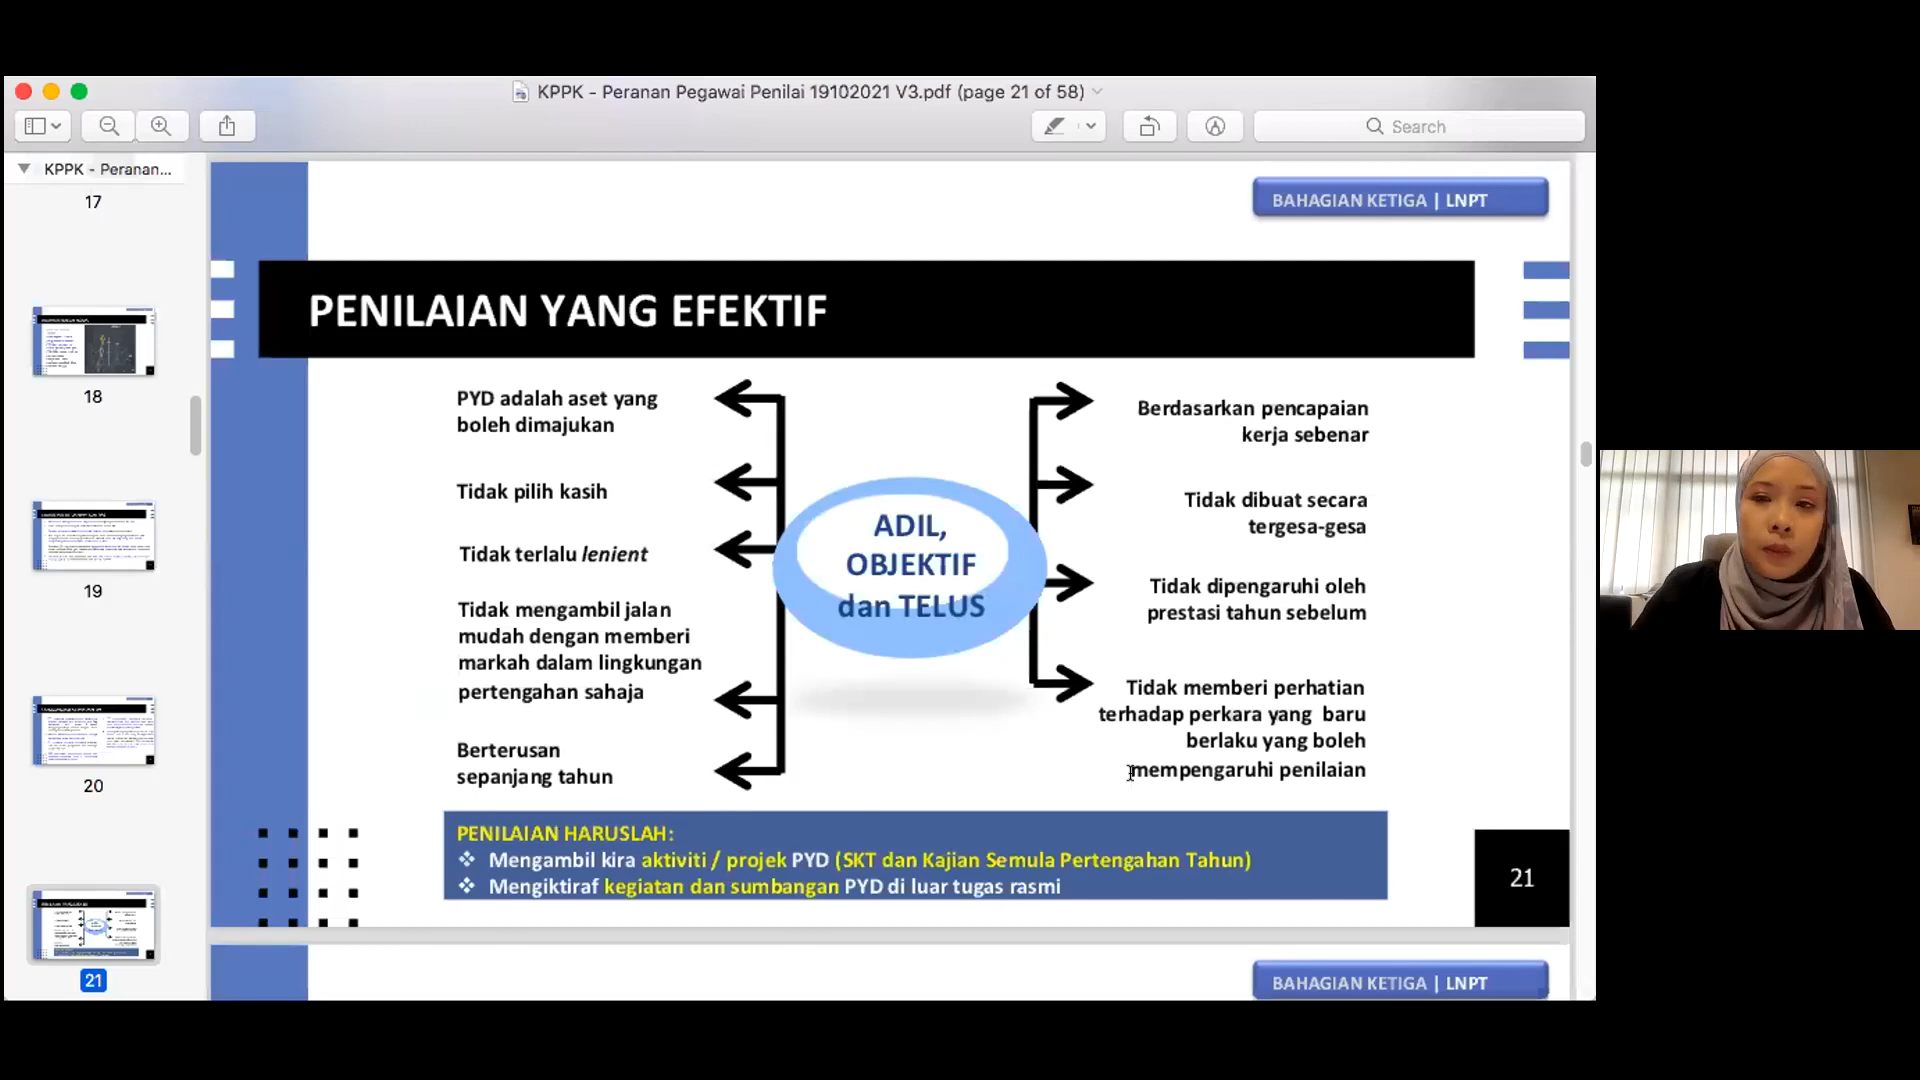 KPPK - Peranan Pegawai Penilai 19102021 V3.pdf (page 21 of 58)
Search
KPPK - Peranan...
17
18
19
20
21
BAHAGIAN KETIGA | LNPT
PENILAIAN YANG EFEKTIF
PYD adalah aset yang
boleh dimajukan
Tidak pilih kasih
Tidak terlalu lenient
Tidak mengambil jalan
mudah dengan memberi
markah dalam lingkungan
pertengahan sahaja
Berterusan
sepanjang tahun
ADIL,
OBJEKTIF
dan TELUS
Berdasarkan pencapaian
kerja sebenar
Tidak dibuat secara
tergesa-gesa
Tidak dipengaruhi oleh
prestasi tahun sebelum
Tidak memberi perhatian
terhadap perkara yang baru
berlaku yang boleh
mempengaruhi penilaian
PENILAIAN HARUSLAH:
❖ Mengambil kira aktiviti / projek PYD (SKT dan Kajian Semula Pertengahan Tahun)
❖ Mengiktiraf kegiatan dan sumbangan PYD di luar tugas rasmi
21
BAHAGIAN KETIGA | LNPT